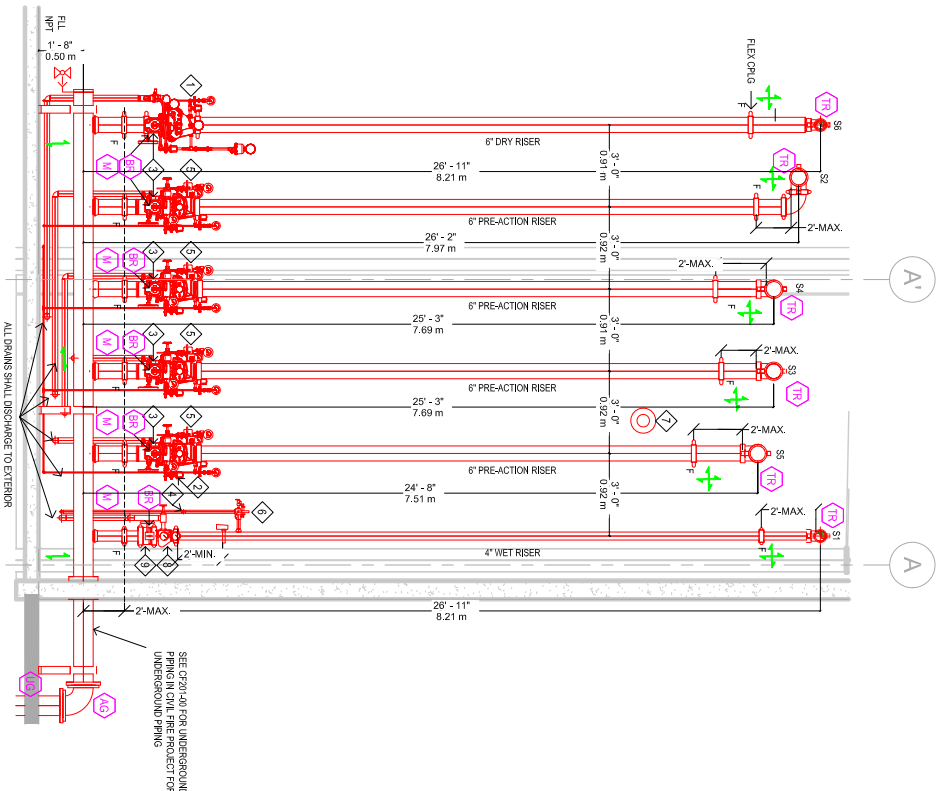 FLL
NPT
1' - 8"
0.50 m
1
FLEX CPLG
F
TR
S6
6" DRY RISER
F
3' - 0"
0.91 m
M
BR
3
5
26' - 11"
8.21 m
TR
S2
F
6" PRE-ACTION RISER
2'-MAX.
F
26' - 2"
7.97 m
3' - 0"
0.92 m
M
BR
3
5
2'-MAX.
A'
S4
F
TR
6" PRE-ACTION RISER
F
25' - 3"
7.69 m
3' - 0"
0.91 m
M
BR
3
5
2'-MAX.
S3
F
TR
6" PRE-ACTION RISER
F
25' - 3"
7.69 m
3' - 0"
0.92 m
7
M
BR
3
5
2'-MAX.
S5
F
TR
6" PRE-ACTION RISER
F
2
4
24' - 8"
7.51 m
3' - 0"
0.92 m
M
BR
6
2'-MAX.
TR
S1
F
4" WET RISER
F
2'-MIN.
9
8
A
2'-MAX.
26' - 11"
8.21 m
ALL DRAINS SHALL DISCHARGE TO EXTERIOR
SEE CF201-00 FOR UNDERGROUND
PIPING IN CIVIL FIRE PROJECT FOR
UNDERGROUND PIPING
UG
AG